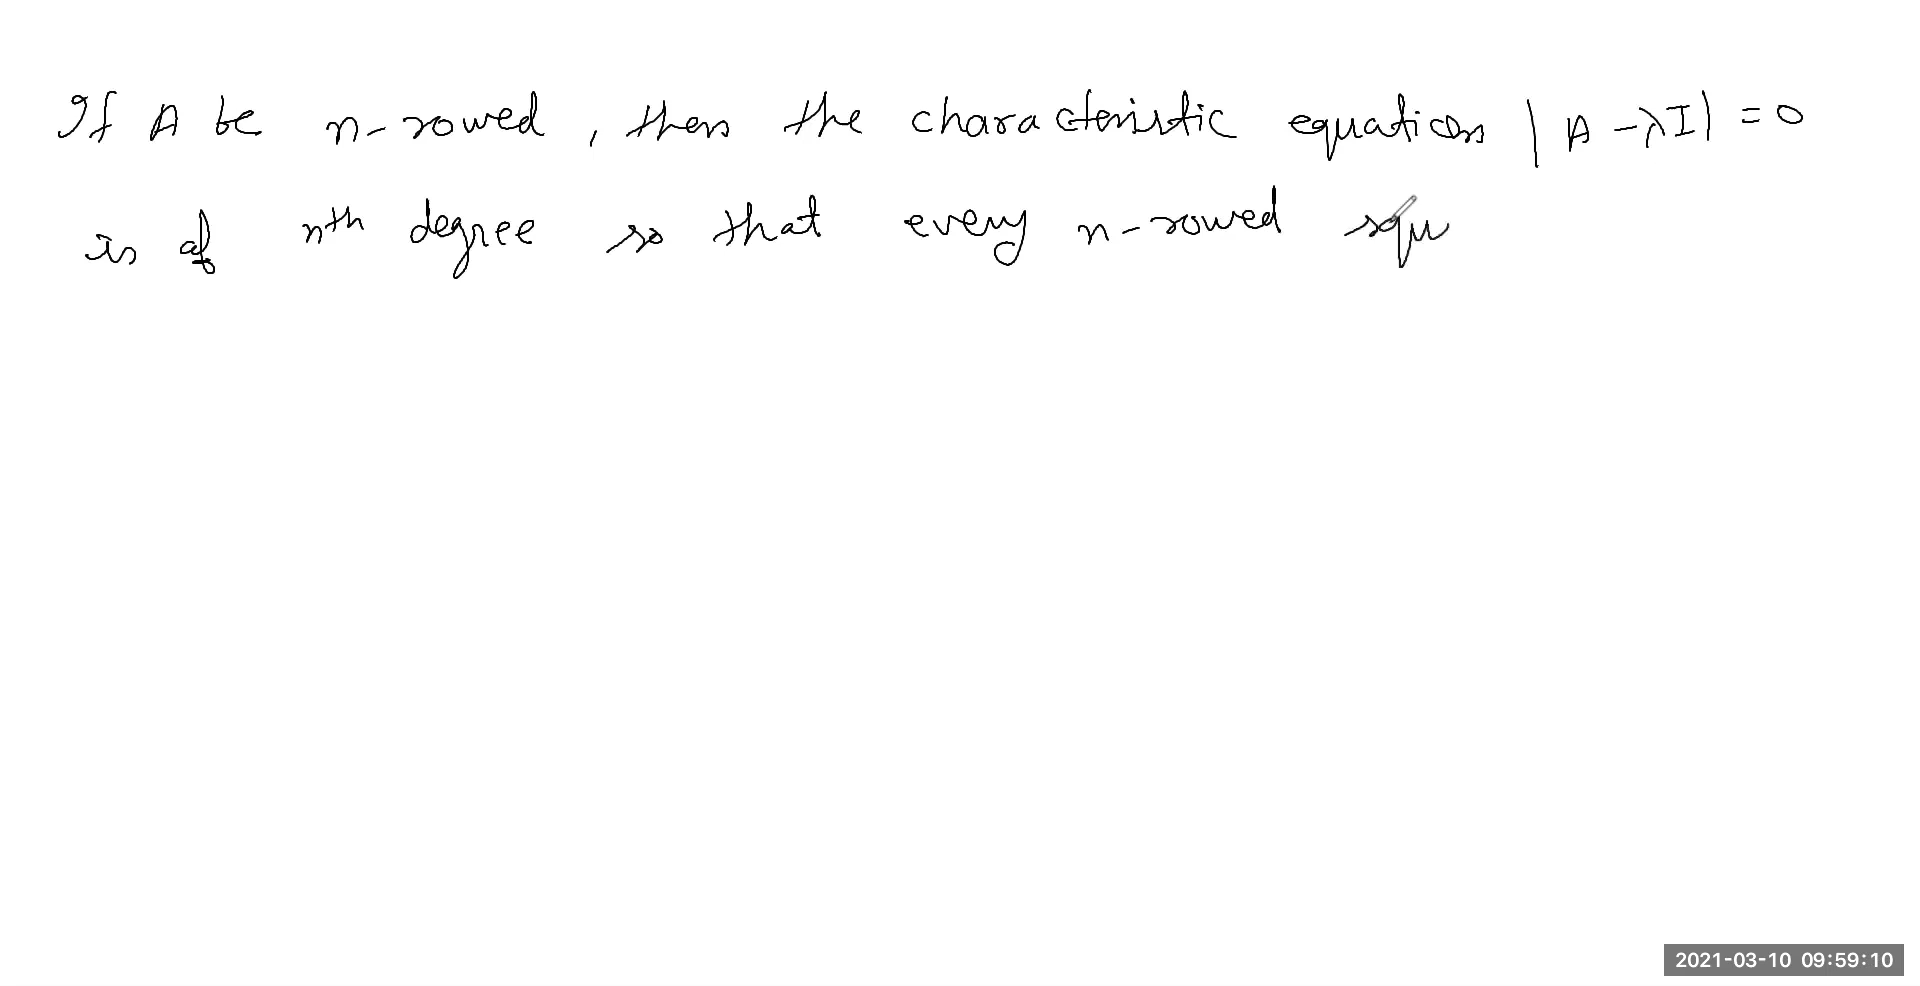 If A be n-rowed, then the characteristic equation |A-λI| = 0
is of nth degree so that every n-rowed squ
2021-03-10 09:59:10